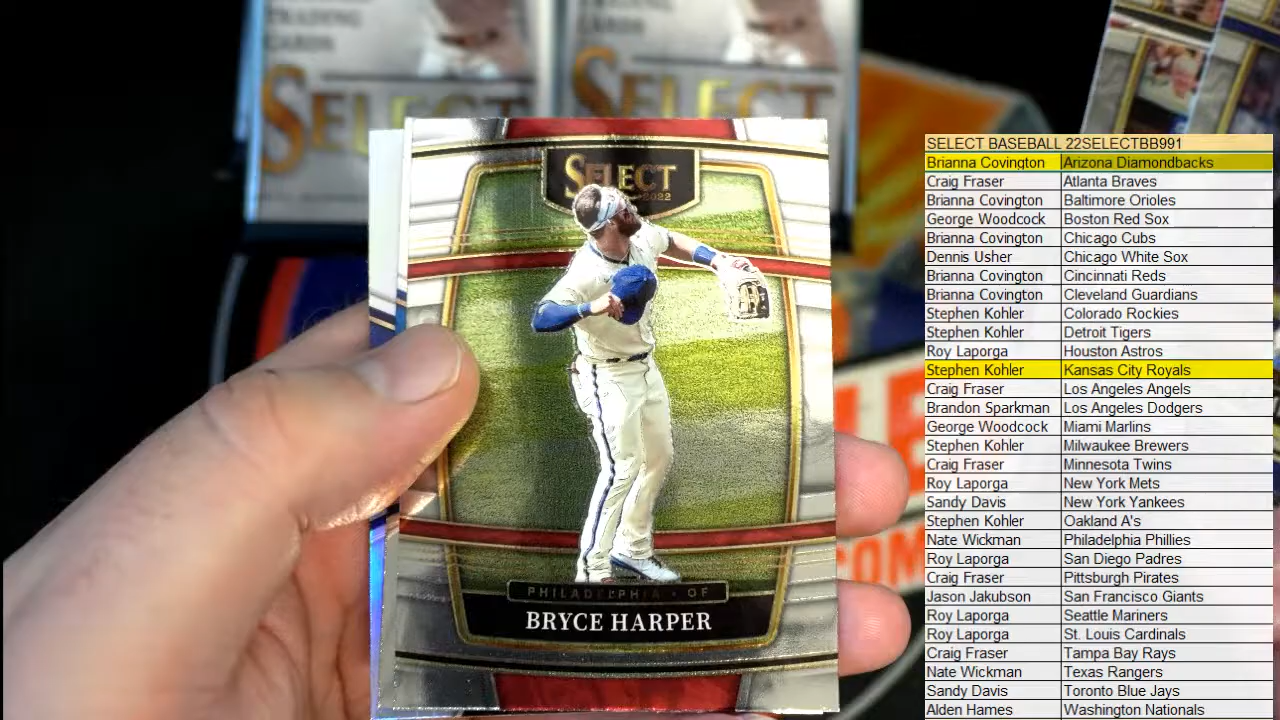 TRADING
CARDS
SELECT
TRADING
CARDS
SELECT
SELECT
2022
PHILADELPHIA • OF
BRYCE HARPER
SELECT BASEBALL 22SELECTBB991
Brianna Covington Arizona Diamondbacks
Craig Fraser Atlanta Braves
Brianna Covington Baltimore Orioles
George Woodcock Boston Red Sox
Brianna Covington Chicago Cubs
Dennis Usher Chicago White Sox
Brianna Covington Cincinnati Reds
Brianna Covington Cleveland Guardians
Stephen Kohler Colorado Rockies
Stephen Kohler Detroit Tigers
Roy Laporga Houston Astros
Stephen Kohler Kansas City Royals
Craig Fraser Los Angeles Angels
Brandon Sparkman Los Angeles Dodgers
George Woodcock Miami Marlins
Stephen Kohler Milwaukee Brewers
Craig Fraser Minnesota Twins
Roy Laporga New York Mets
Sandy Davis New York Yankees
Stephen Kohler Oakland A's
Nate Wickman Philadelphia Phillies
Roy Laporga San Diego Padres
Craig Fraser Pittsburgh Pirates
Jason Jakubson San Francisco Giants
Roy Laporga Seattle Mariners
Roy Laporga St. Louis Cardinals
Craig Fraser Tampa Bay Rays
Nate Wickman Texas Rangers
Sandy Davis Toronto Blue Jays
Alden Hames Washington Nationals